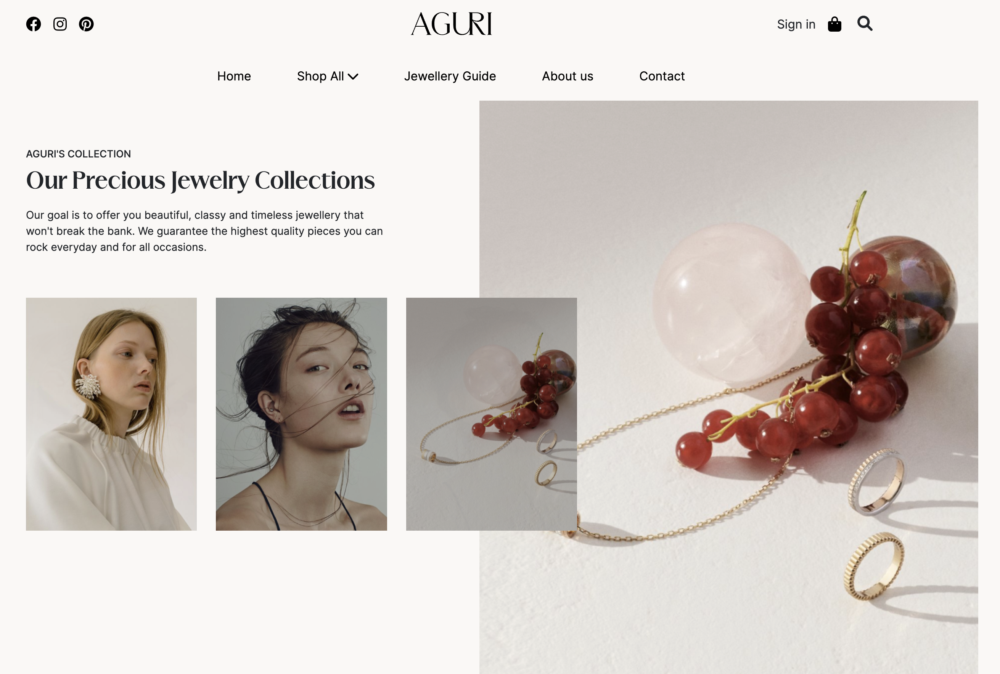 AGURI
Sign in
Home
Shop All
Jewellery Guide
About us
Contact
AGURI'S COLLECTION
Our Precious Jewelry Collections
Our goal is to offer you beautiful, classy and timeless jewellery that
won't break the bank. We guarantee the highest quality pieces you can
rock everyday and for all occasions.